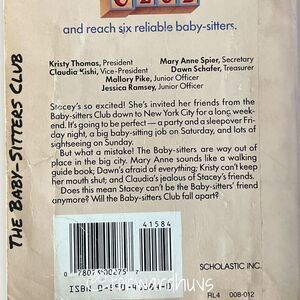 CLUB
and reach six reliable baby-sitters.
Kristy Thomas, President
Mary Anne Spier, Secretary
Claudia Kishi, Vice-President
Dawn Schafer, Treasurer
Mallory Pike, Junior Officer
Jessica Ramsey, Junior Officer
Stacey's so excited! She's invited her friends from the
Baby-sitters Club down to New York City for a long week-
end. It's going to be perfect — a party and a sleepover Fri-
day night, a big baby-sitting job on Saturday, and lots of
sightseeing on Sunday.
But what a mistake! The Baby-sitters are way out of
place in the big city. Mary Anne sounds like a walking
guide book; Dawn's afraid of everything; Kristy can't keep
her mouth shut; and Claudia's jealous of Stacey's friends.
Does this mean Stacey can't be the Baby-sitters' friend
anymore? Will the Baby-Sitters Club fall apart?
THE BABY-SITTERS CLUB
41584
ISBN
SCHOLASTIC INC.
RL4 008-012